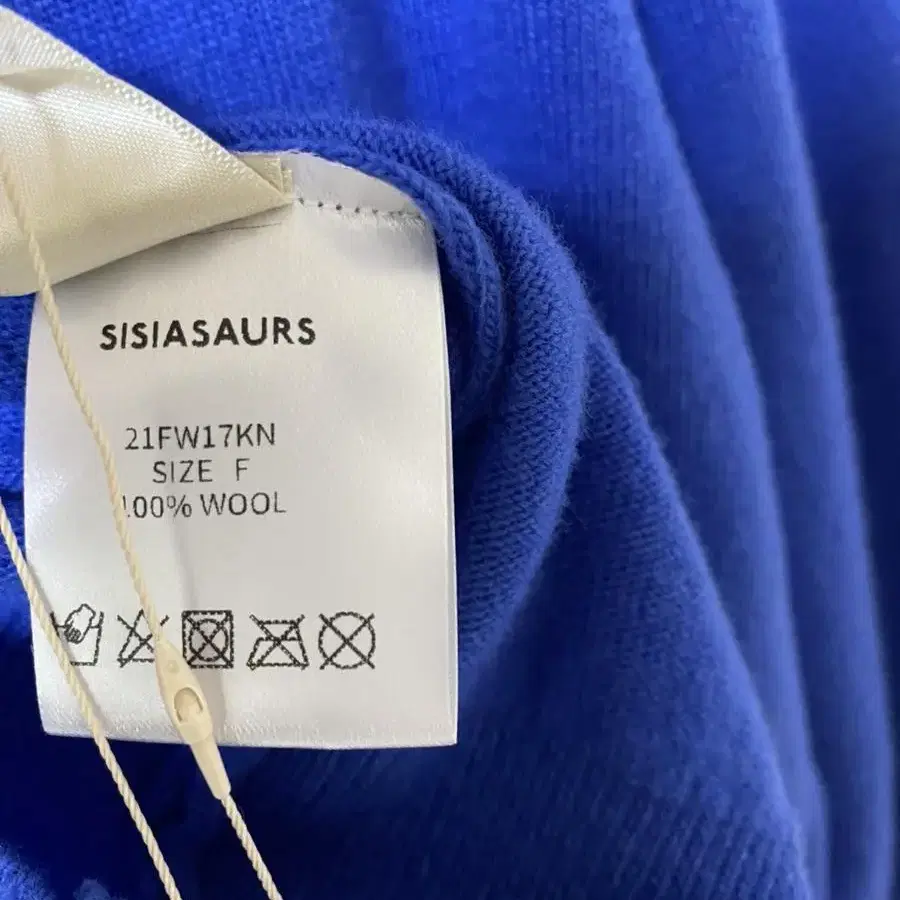 SISIASAURS
21FW17KN
SIZE F
100% WOOL